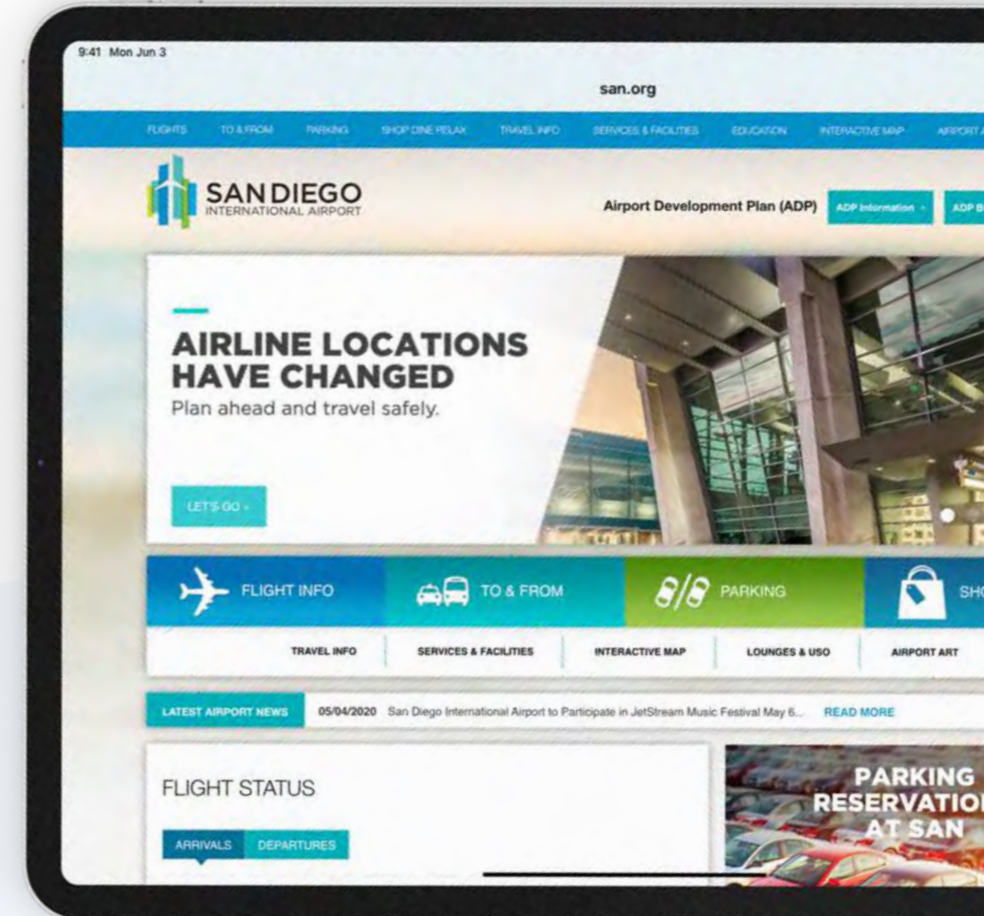 9:41 Mon Jun 3
san.org
FLIGHTS TO & FROM PARKING SHOP DINE RELAX TRAVEL INFO SERVICES & FACILITIES EDUCATION INTERACTIVE MAP AIRPORT
SAN DIEGO
INTERNATIONAL AIRPORT
Airport Development Plan (ADP) ADP Information ADP
AIRLINE LOCATIONS
HAVE CHANGED
Plan ahead and travel safely.
LET'S GO
FLIGHT INFO TO & FROM PARKING SHO
TRAVEL INFO SERVICES & FACILITIES INTERACTIVE MAP LOUNGES & USO AIRPORT ART
LATEST AIRPORT NEWS 05/04/2020 San Diego International Airport to Participate in JetStream Music Festival May 6... READ MORE
FLIGHT STATUS
ARRIVALS DEPARTURES
PARKING
RESERVATIO
AT SAN